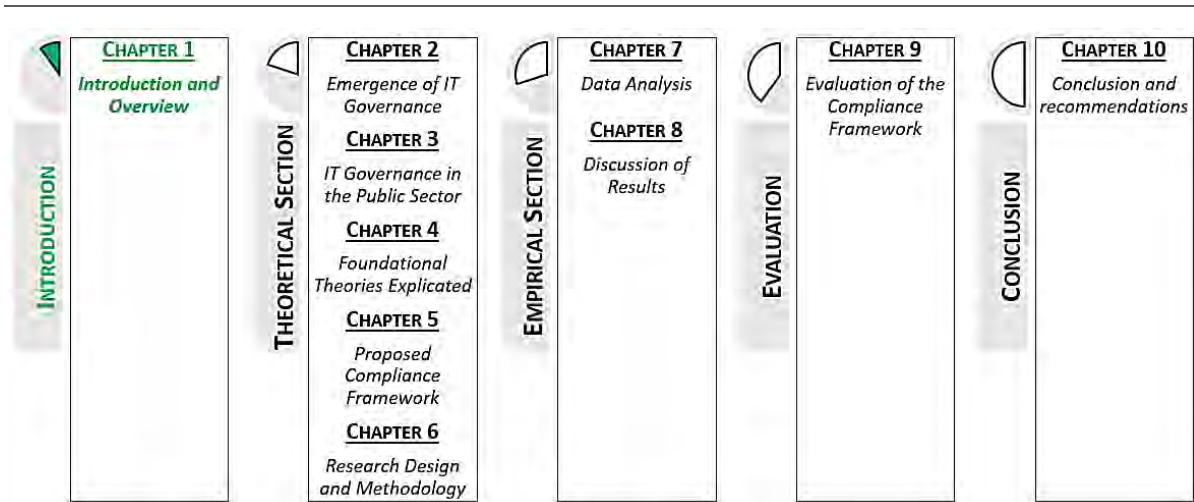 INTRODUCTION
CHAPTER 1
Introduction and
Overview
THEORETICAL SECTION
CHAPTER 2
Emergence of IT
Governance
CHAPTER 3
IT Governance in
the Public Sector
CHAPTER 4
Foundational
Theories Explicated
CHAPTER 5
Proposed
Compliance
Framework
CHAPTER 6
Research Design
and Methodology
EMPIRICAL SECTION
CHAPTER 7
Data Analysis
CHAPTER 8
Discussion of
Results
EVALUATION
CHAPTER 9
Evaluation of the
Compliance
Framework
CONCLUSION
CHAPTER 10
Conclusion and
recommendations